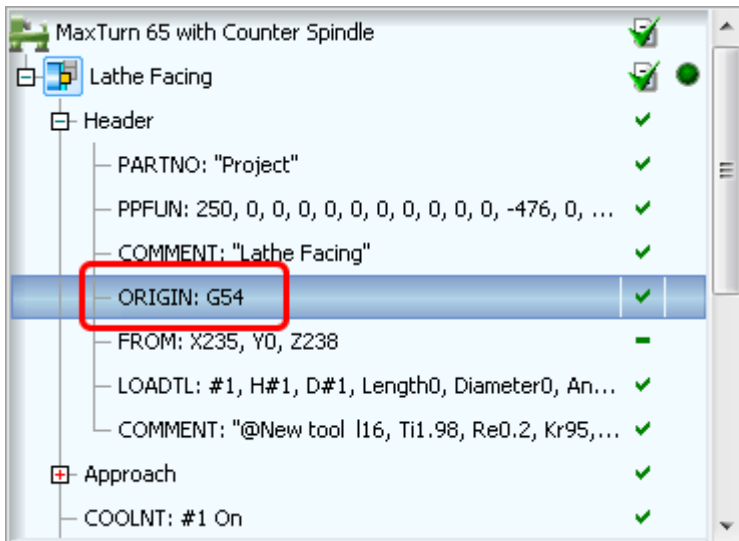 MaxTurn 65 with Counter Spindle
Lathe Facing
Header
PARTNO: "Project"
PPFUN: 250, 0, 0, 0, 0, 0, 0, 0, 0, 0, 0, -476, 0, ...
COMMENT: "Lathe Facing"
ORIGIN: G54
FROM: X235, Y0, Z238
LOADTL: #1, H#1, D#1, Length0, Diameter0, An...
COMMENT: "@New tool l16, Ti1.98, Re0.2, Kr95,...
Approach
COOLNT: #1 On